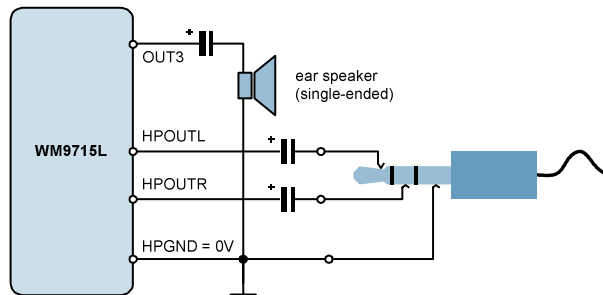 +
OUT3
ear speaker
(single-ended)
WM9715L
HPOUTL
+
HPOUTR
+
HPGND = 0V